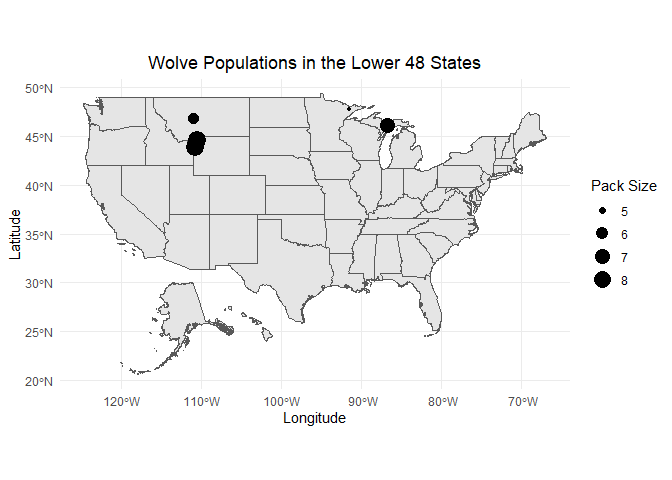 Wolve Populations in the Lower 48 States
50°N
45°N
40°N
35°N
30°N
25°N
20°N
Latitude
120°W
110°W
100°W
90°W
80°W
70°W
Longitude
Pack Size
5
6
7
8